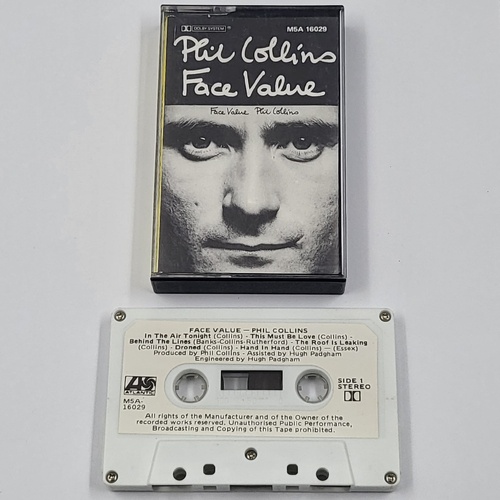 DOLBY SYSTEM
M5A 16029
Phil Collins
Face Value
Face Value Phil Collins
FACE VALUE — PHIL COLLINS
In The Air Tonight (Collins) - This Must Be Love (Collins) -
Behind The Lines (Banks-Collins-Rutherford) - The Roof Is Leaking
(Collins) - Droned (Collins) - Hand In Hand (Collins) — (Essex)
Produced by Phil Collins - Assisted by Hugh Padgham
Engineered by Hugh Padgham
ATLANTIC
M5A-
16029
SIDE 1
STEREO
All rights of the Manufacturer and of the Owner of the
recorded works reserved. Unauthorised Public Performance,
Broadcasting and Copying of this Tape prohibited.